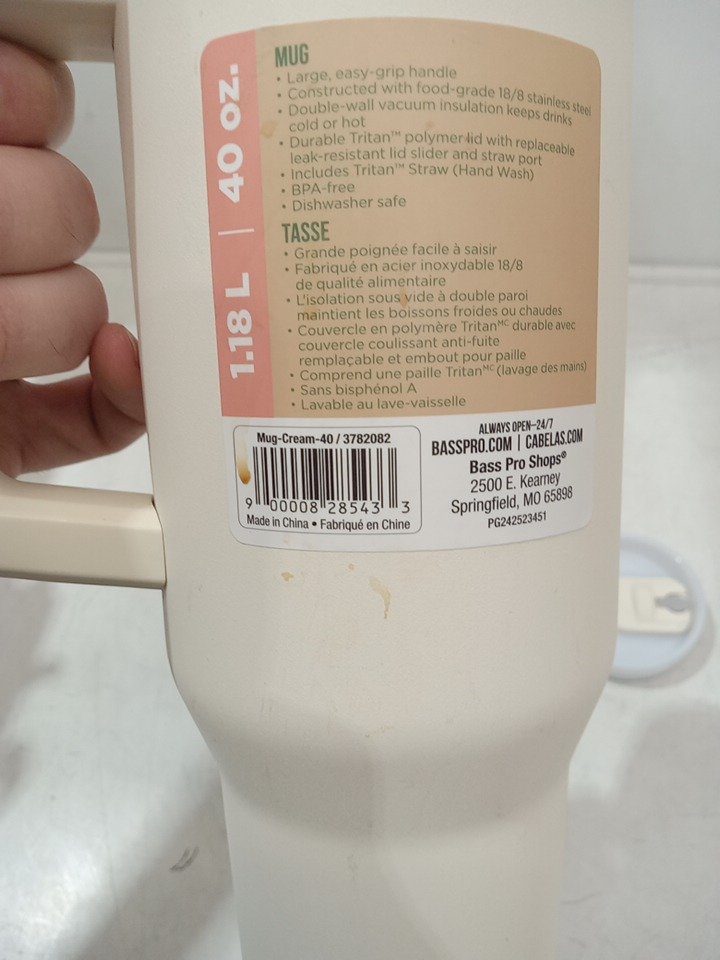 1.18 L | 40 OZ.
MUG
• Large, easy-grip handle
• Constructed with food-grade 18/8 stainless steel
• Double-wall vacuum insulation keeps drinks
cold or hot
• Durable Tritan™ polymer lid with replaceable
leak-resistant lid slider and straw port
• Includes Tritan™ Straw (Hand Wash)
• BPA-free
• Dishwasher safe
TASSE
• Grande poignée facile à saisir
• Fabriqué en acier inoxydable 18/8
de qualité alimentaire
• L'isolation sous vide à double paroi
maintient les boissons froides ou chaudes
• Couvercle en polymère Tritanᴹᶜ durable avec
couvercle coulissant anti-fuite
remplaçable et embout pour paille
• Comprend une paille Tritanᴹᶜ (lavage des mains)
• Sans bisphénol A
• Lavable au lave-vaisselle
Mug-Cream-40 / 3782082
9 00008 28543 3
Made in China • Fabriqué en Chine
ALWAYS OPEN–24/7
BASSPRO.COM | CABELAS.COM
Bass Pro Shops®
2500 E. Kearney
Springfield, MO 65898
PG242523451